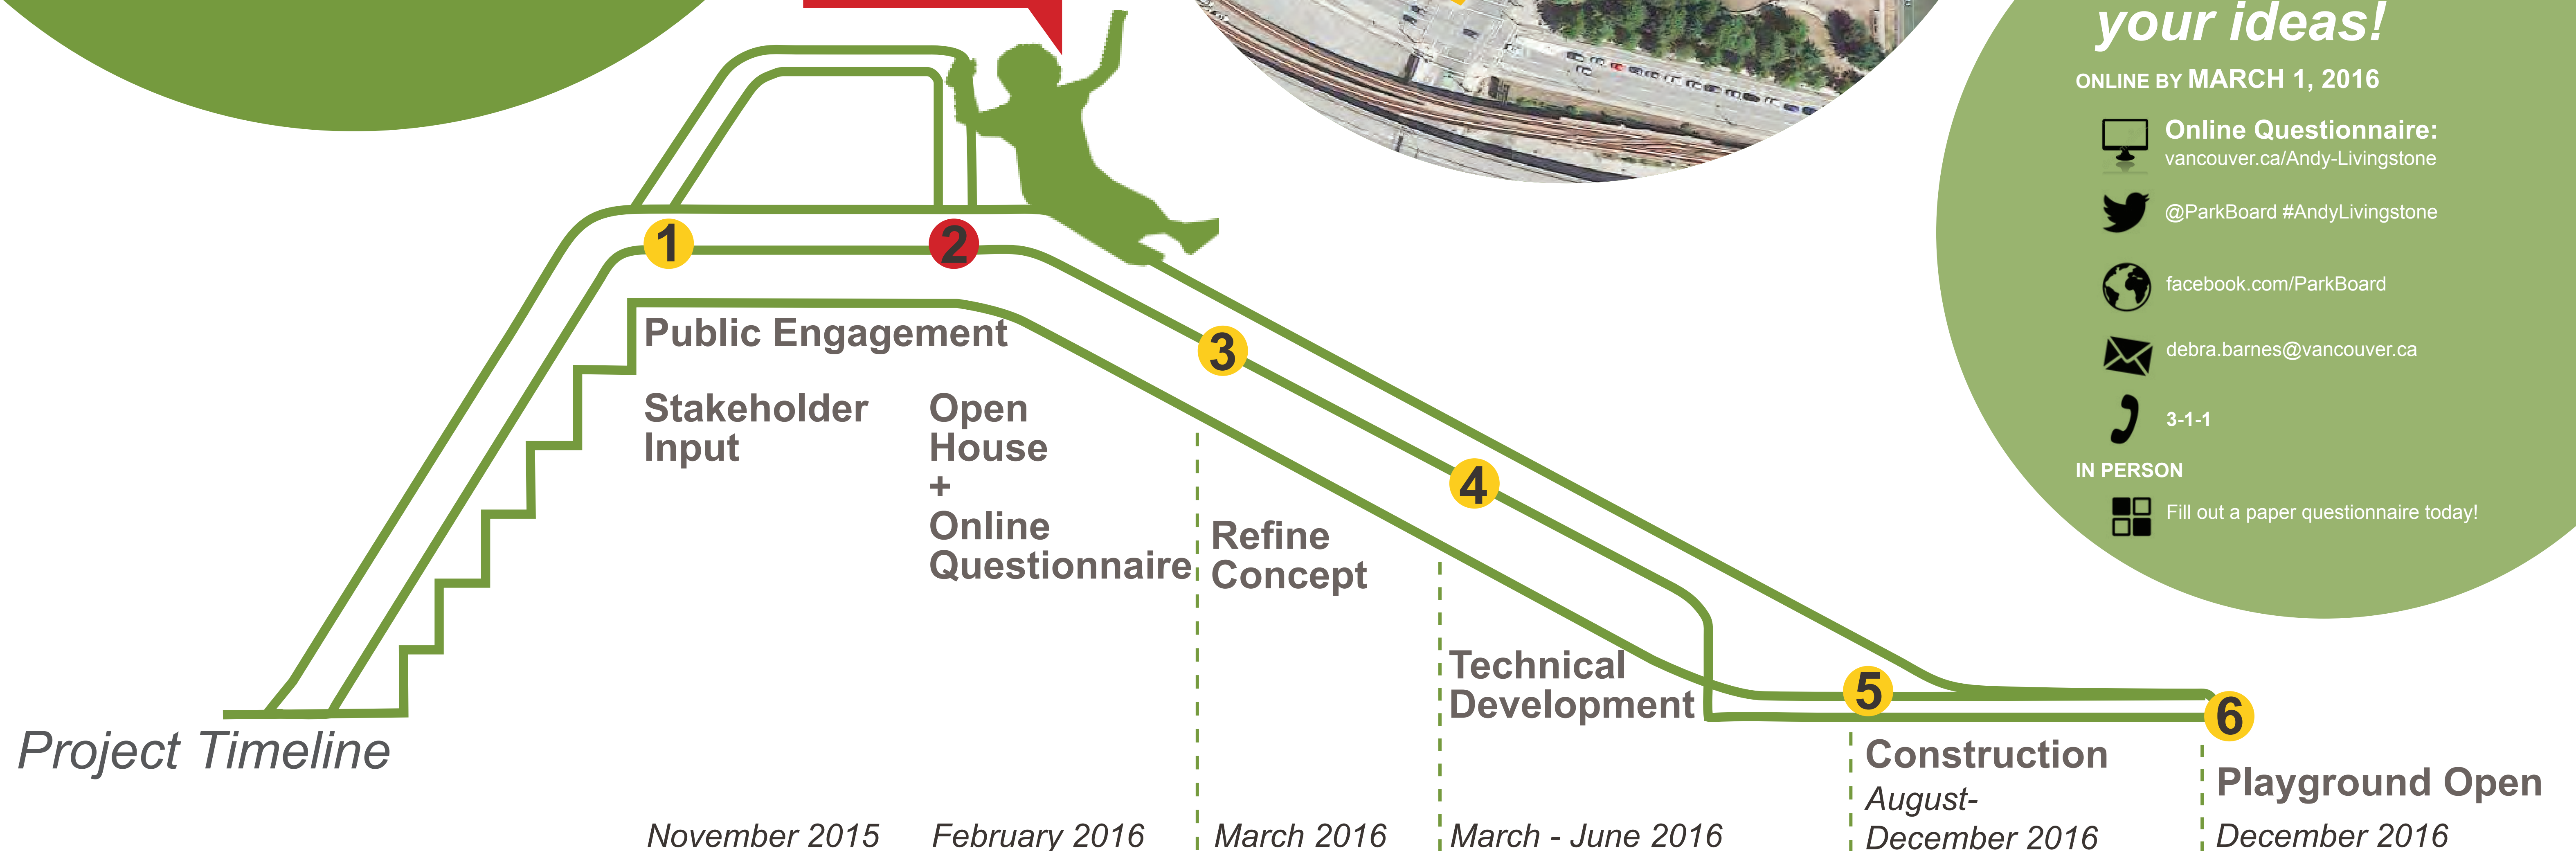 your ideas!
ONLINE BY MARCH 1, 2016
Online Questionnaire:
vancouver.ca/Andy-Livingstone
@ParkBoard #AndyLivingstone
facebook.com/ParkBoard
debra.barnes@vancouver.ca
3-1-1
IN PERSON
Fill out a paper questionnaire today!
1
2
3
4
5
6
Public Engagement
Stakeholder
Input
Open
House
+
Online
Questionnaire
Refine
Concept
Technical
Development
Construction
August-
December 2016
Playground Open
December 2016
Project Timeline
November 2015
February 2016
March 2016
March - June 2016